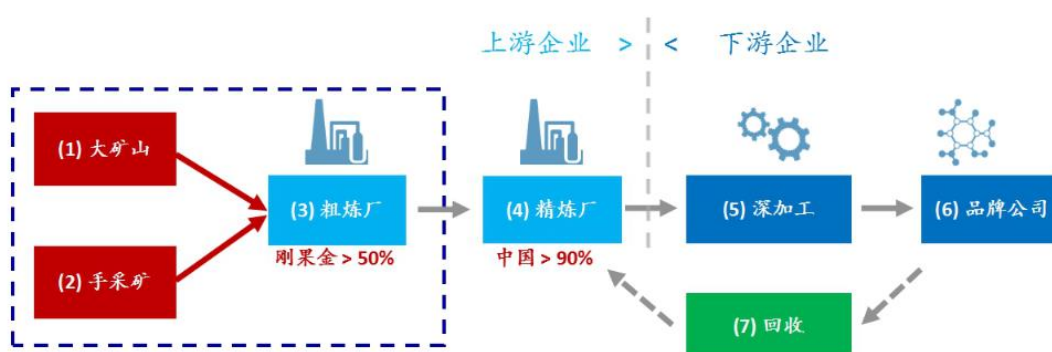 上游企业 > < 下游企业
(1) 大矿山
(3) 粗炼厂
(4) 精炼厂
(5) 深加工
(6) 品牌公司
刚果金 > 50%
中国 > 90%
(2) 手采矿
(7) 回收